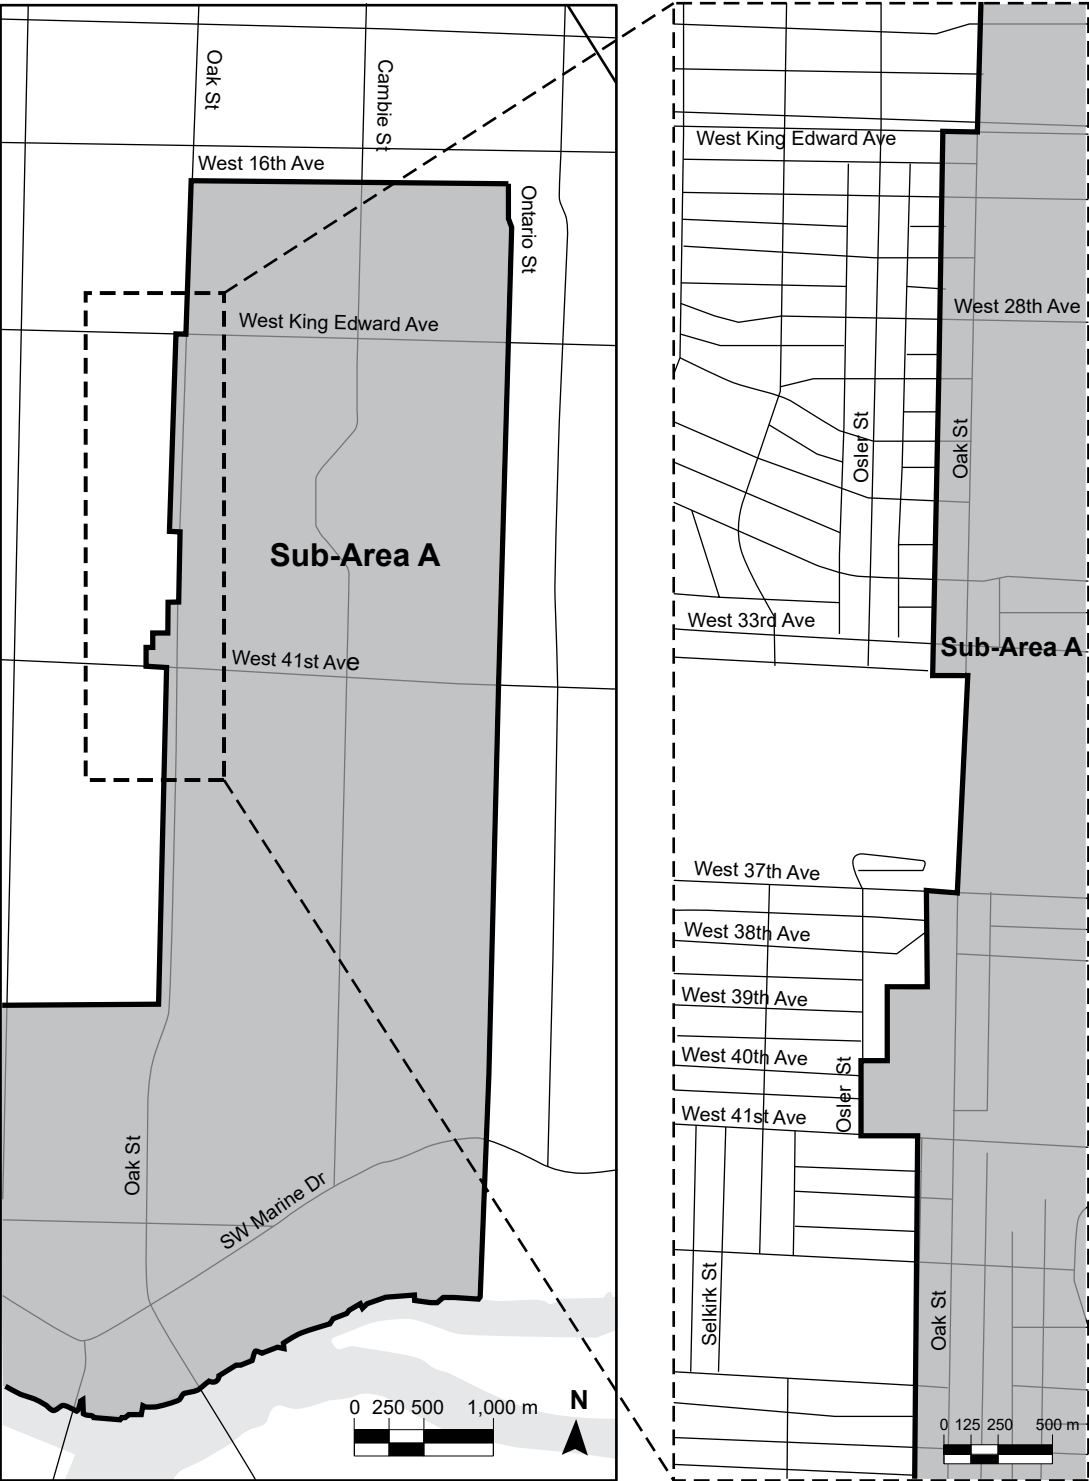 Oak St
Cambie St
West 16th Ave
Ontario St
West King Edward Ave
Sub-Area A
West 41st Ave
Oak St
SW Marine Dr
0 250 500 1,000 m
N
West King Edward Ave
West 28th Ave
Osler St
Oak St
West 33rd Ave
Sub-Area A
West 37th Ave
West 38th Ave
West 39th Ave
West 40th Ave
Osler St
West 41st Ave
Selkirk St
Oak St
0 125 250 500 m